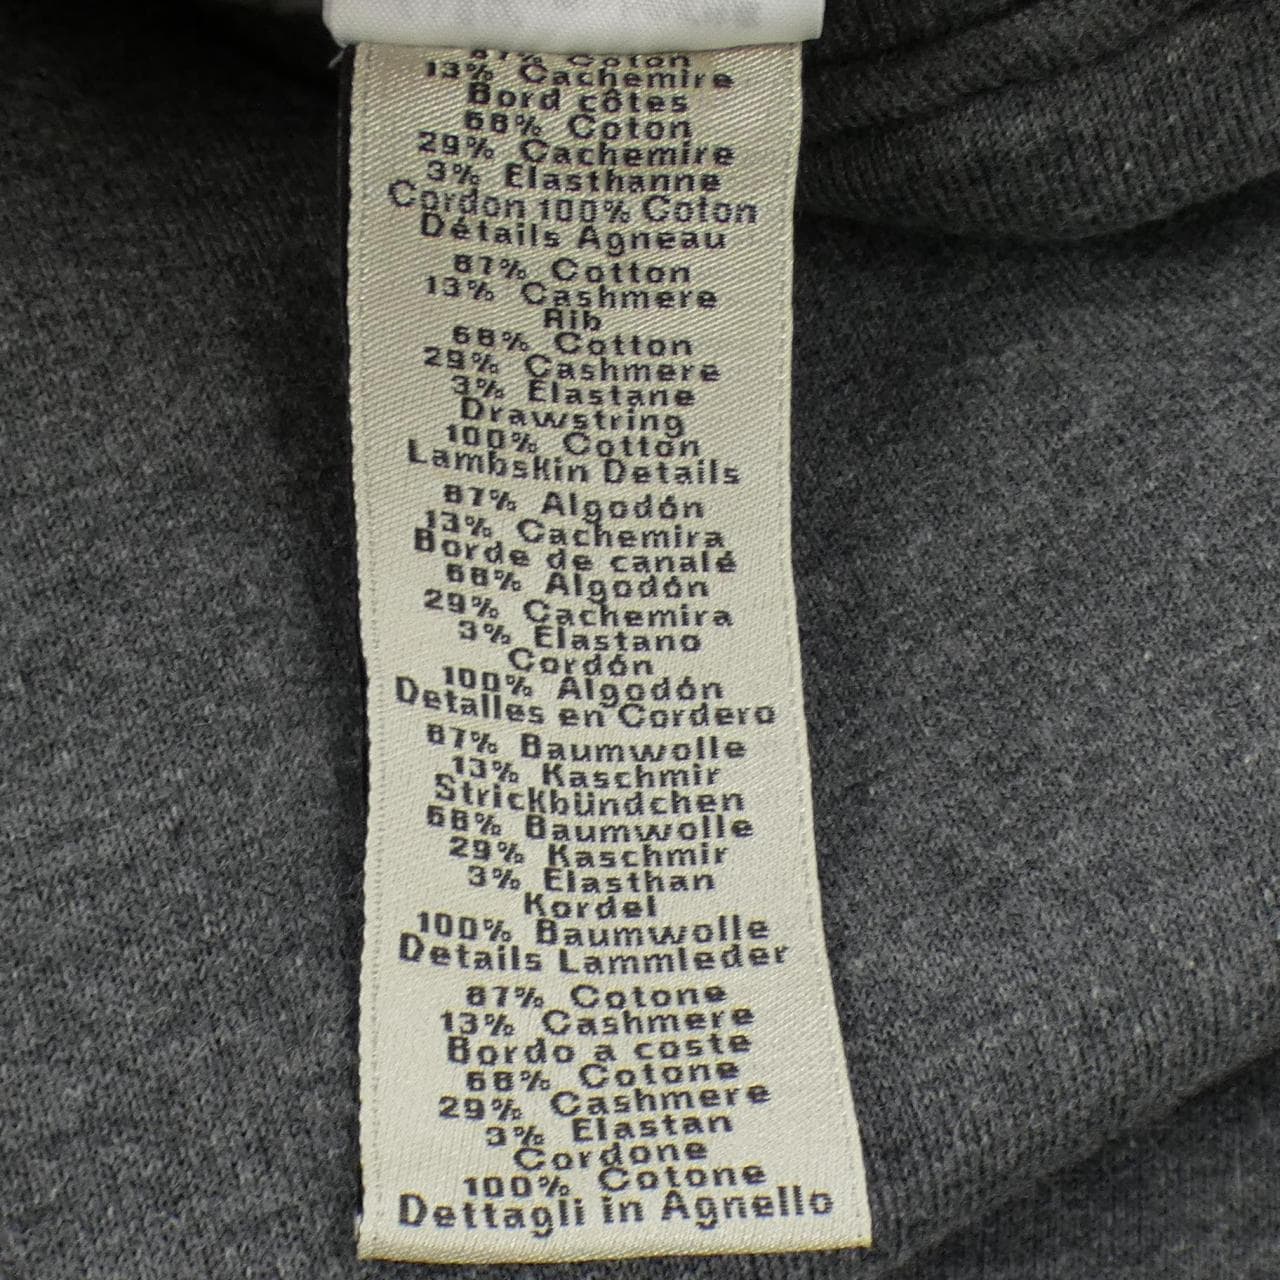 87% Coton
13% Cachemire
Bord côtes
68% Coton
29% Cachemire
3% Elasthanne
Cordon 100% Coton
Détails Agneau
87% Cotton
13% Cashmere
Rib
68% Cotton
29% Cashmere
3% Elastane
Drawstring
100% Cotton
Lambskin Details
87% Algodón
13% Cachemira
Borde de canalé
68% Algodón
29% Cachemira
3% Elastano
Cordón
100% Algodón
Detalles en Cordero
87% Baumwolle
13% Kaschmir
Strickbündchen
68% Baumwolle
29% Kaschmir
3% Elasthan
Kordel
100% Baumwolle
Details Lammleder
87% Cotone
13% Cashmere
Bordo a coste
68% Cotone
29% Cashmere
3% Elastan
Cordone
100% Cotone
Dettagli in Agnello